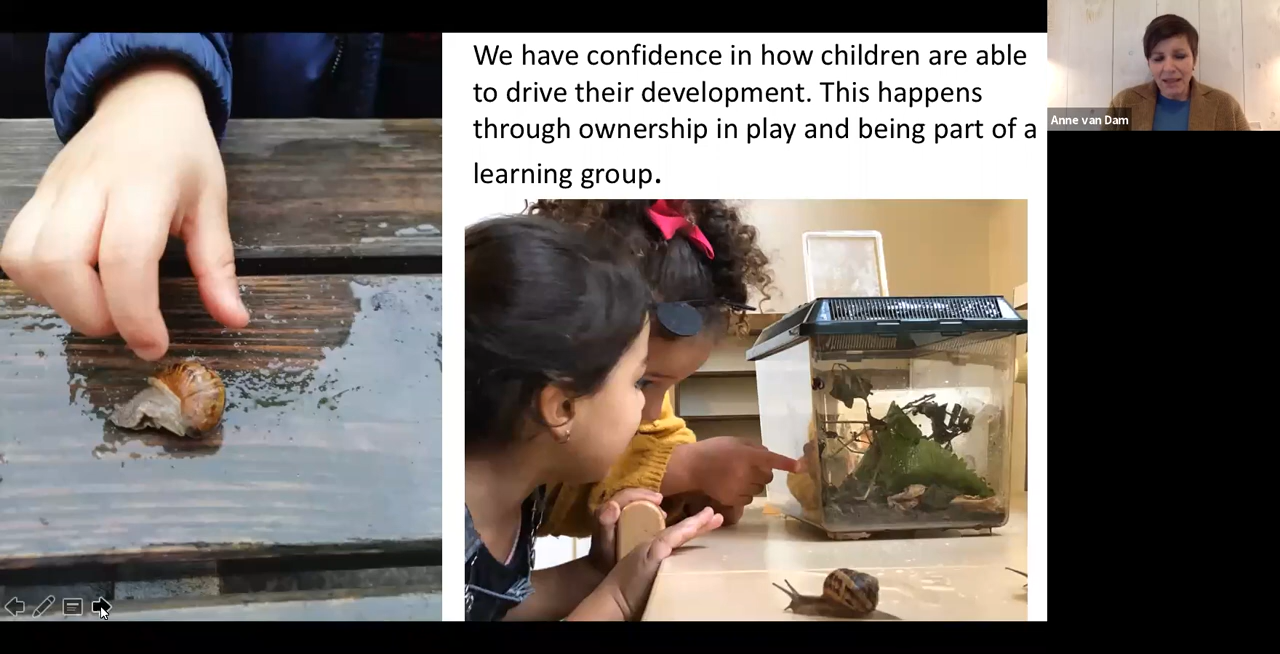 We have confidence in how children are able
to drive their development. This happens
through ownership in play and being part of a
learning group.
Anne van Dam